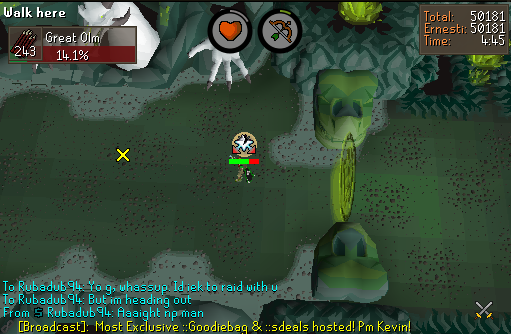 Walk here
Great Olm
243
14.1%
Total: 50181
Ernesti: 50181
Time: 4:45
To Rubadub94: Yo g, whassup. Id lek to raid with u
To Rubadub94: But im heading out
From S Rubadub94: Aaaight np man
[Broadcast]: Most Exclusive ::Goodiebag & ::sdeals hosted! Pm Kevin!